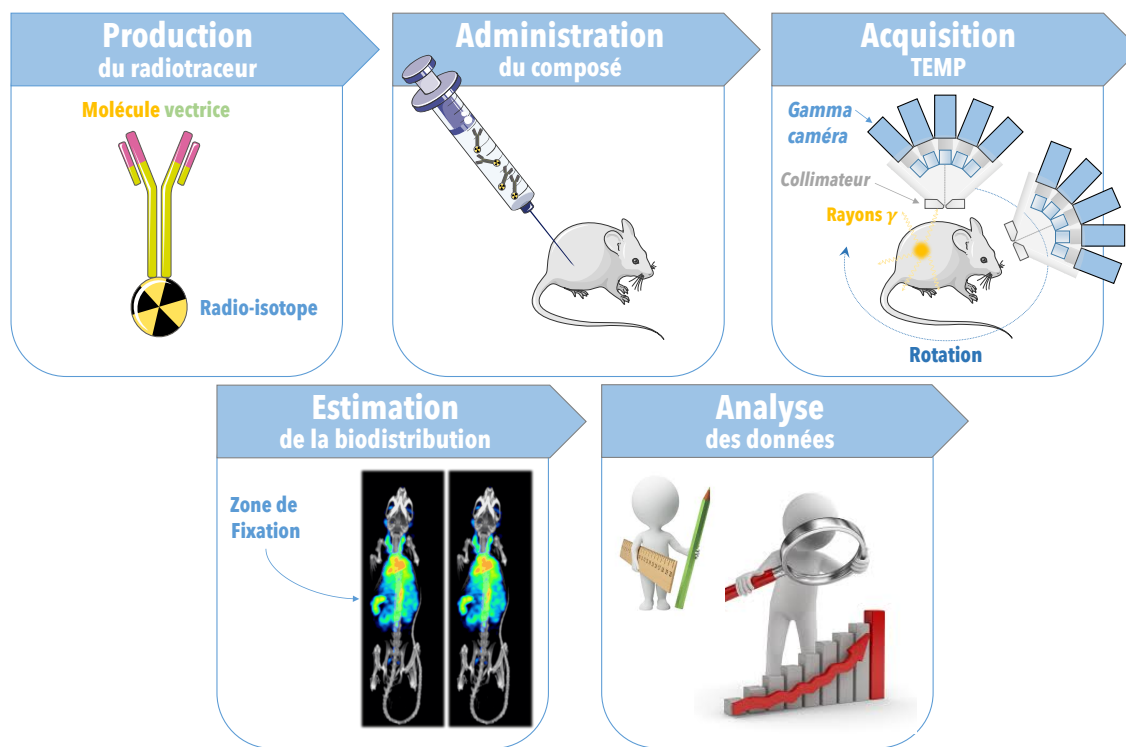 Production
du radiotraceur
Molécule vectrice
Radio-isotope
Administration
du composé
Acquisition
TEMP
Gamma
caméra
Collimateur
Rayons γ
Rotation
Estimation
de la biodistribution
Zone de
Fixation
Analyse
des données